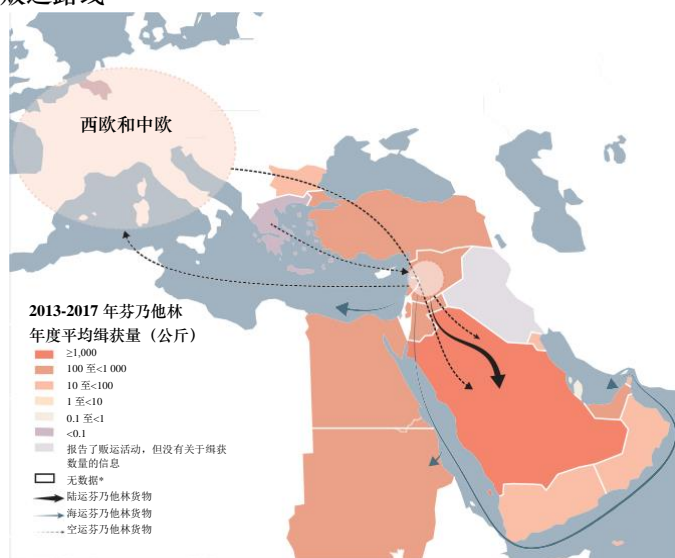 西欧和中欧
2013-2017 年芬乃他林
年度平均缉获量（公斤）
≥1,000
100 至<1 000
10 至<100
1 至<10
0.1 至<1
<0.1
报告了贩运活动，但没有关于缉获
数量的信息
无数据*
陆运芬乃他林货物
海运芬乃他林货物
空运芬乃他林货物